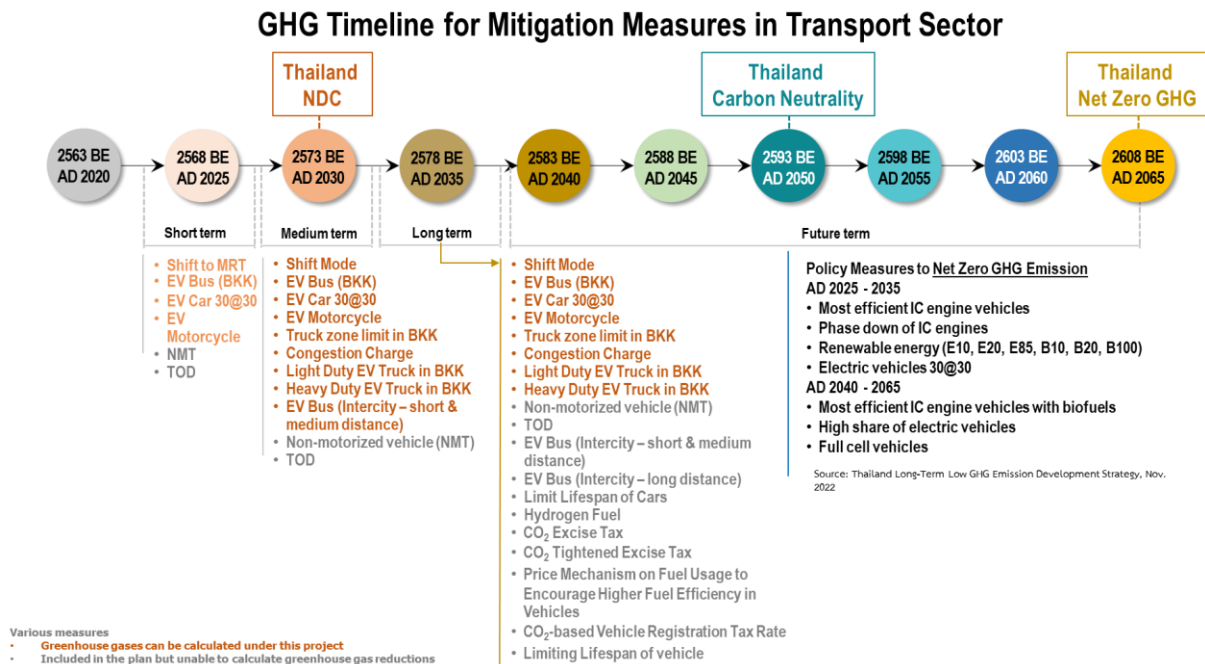 GHG Timeline for Mitigation Measures in Transport Sector
Thailand
NDC
Thailand
Carbon Neutrality
Thailand
Net Zero GHG
2563 BE
AD 2020
2568 BE
AD 2025
2573 BE
AD 2030
2578 BE
AD 2035
2583 BE
AD 2040
2588 BE
AD 2045
2593 BE
AD 2050
2598 BE
AD 2055
2603 BE
AD 2060
2608 BE
AD 2065
Short term
Medium term
Long term
Future term
• Shift to MRT
• EV Bus (BKK)
• EV Car 30@30
• EV
Motorcycle
• NMT
• TOD
• Shift Mode
• EV Bus (BKK)
• EV Car 30@30
• EV Motorcycle
• Truck zone limit in BKK
• Congestion Charge
• Light Duty EV Truck in BKK
• Heavy Duty EV Truck in BKK
• EV Bus (Intercity – short &
medium distance)
• Non-motorized vehicle (NMT)
• TOD
• Shift Mode
• EV Bus (BKK)
• EV Car 30@30
• EV Motorcycle
• Truck zone limit in BKK
• Congestion Charge
• Light Duty EV Truck in BKK
• Heavy Duty EV Truck in BKK
• Non-motorized vehicle (NMT)
• TOD
• EV Bus (Intercity – short & medium
distance)
• EV Bus (Intercity – long distance)
• Limit Lifespan of Cars
• Hydrogen Fuel
• CO₂ Excise Tax
• CO₂ Tightened Excise Tax
• Price Mechanism on Fuel Usage to
Encourage Higher Fuel Efficiency in
Vehicles
• CO₂-based Vehicle Registration Tax Rate
• Limiting Lifespan of vehicle
Policy Measures to Net Zero GHG Emission
AD 2025 - 2035
• Most efficient IC engine vehicles
• Phase down of IC engines
• Renewable energy (E10, E20, E85, B10, B20, B100)
• Electric vehicles 30@30
AD 2040 - 2065
• Most efficient IC engine vehicles with biofuels
• High share of electric vehicles
• Full cell vehicles
Source: Thailand Long-Term Low GHG Emission Development Strategy, Nov.
2022
Various measures
• Greenhouse gases can be calculated under this project
• Included in the plan but unable to calculate greenhouse gas reductions